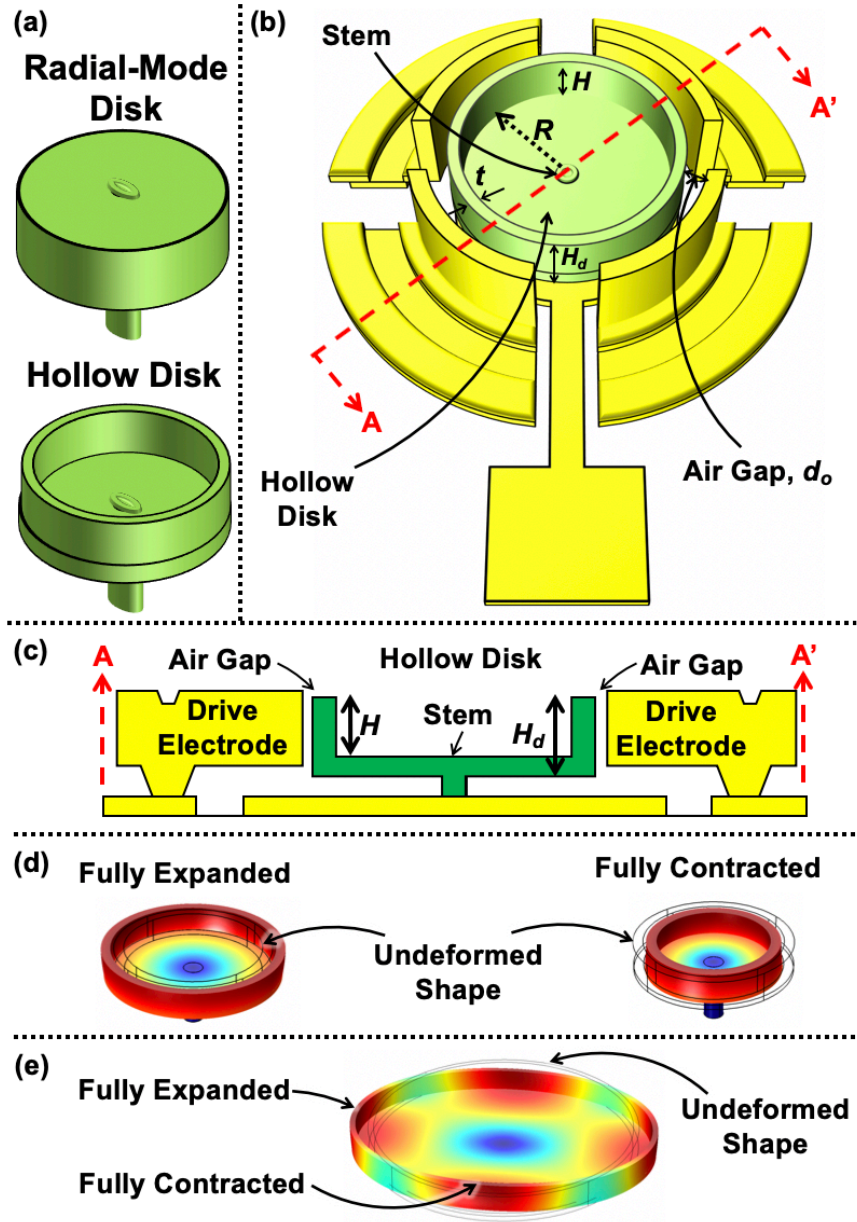 (a)
Radial-Mode
Disk
Hollow Disk
(b)
Stem
H
R
t
H_d
A'
A
Hollow
Disk
Air Gap, d_o
(c)
A
Air Gap
Hollow Disk
Air Gap
A'
Drive
Electrode
H
Stem
H_d
Drive
Electrode
(d)
Fully Expanded
Fully Contracted
Undeformed
Shape
(e)
Fully Expanded
Undeformed
Shape
Fully Contracted